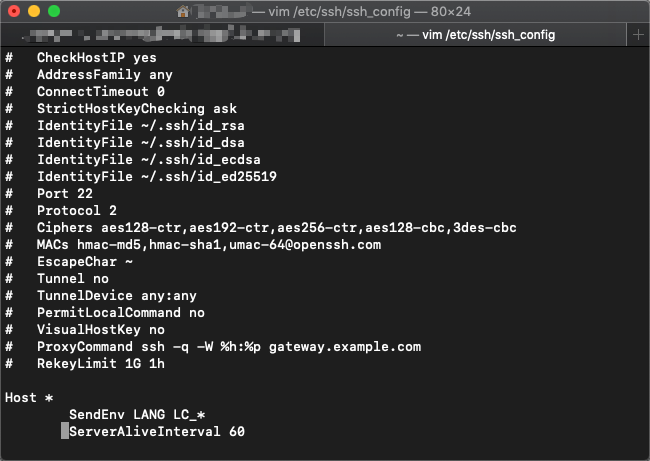 — vim /etc/ssh/ssh_config — 80×24
~ — vim /etc/ssh/ssh_config
+
#   CheckHostIP yes
#   AddressFamily any
#   ConnectTimeout 0
#   StrictHostKeyChecking ask
#   IdentityFile ~/.ssh/id_rsa
#   IdentityFile ~/.ssh/id_dsa
#   IdentityFile ~/.ssh/id_ecdsa
#   IdentityFile ~/.ssh/id_ed25519
#   Port 22
#   Protocol 2
#   Ciphers aes128-ctr,aes192-ctr,aes256-ctr,aes128-cbc,3des-cbc
#   MACs hmac-md5,hmac-sha1,umac-64@openssh.com
#   EscapeChar ~
#   Tunnel no
#   TunnelDevice any:any
#   PermitLocalCommand no
#   VisualHostKey no
#   ProxyCommand ssh -q -W %h:%p gateway.example.com
#   RekeyLimit 1G 1h
Host *
        SendEnv LANG LC_*
        ServerAliveInterval 60